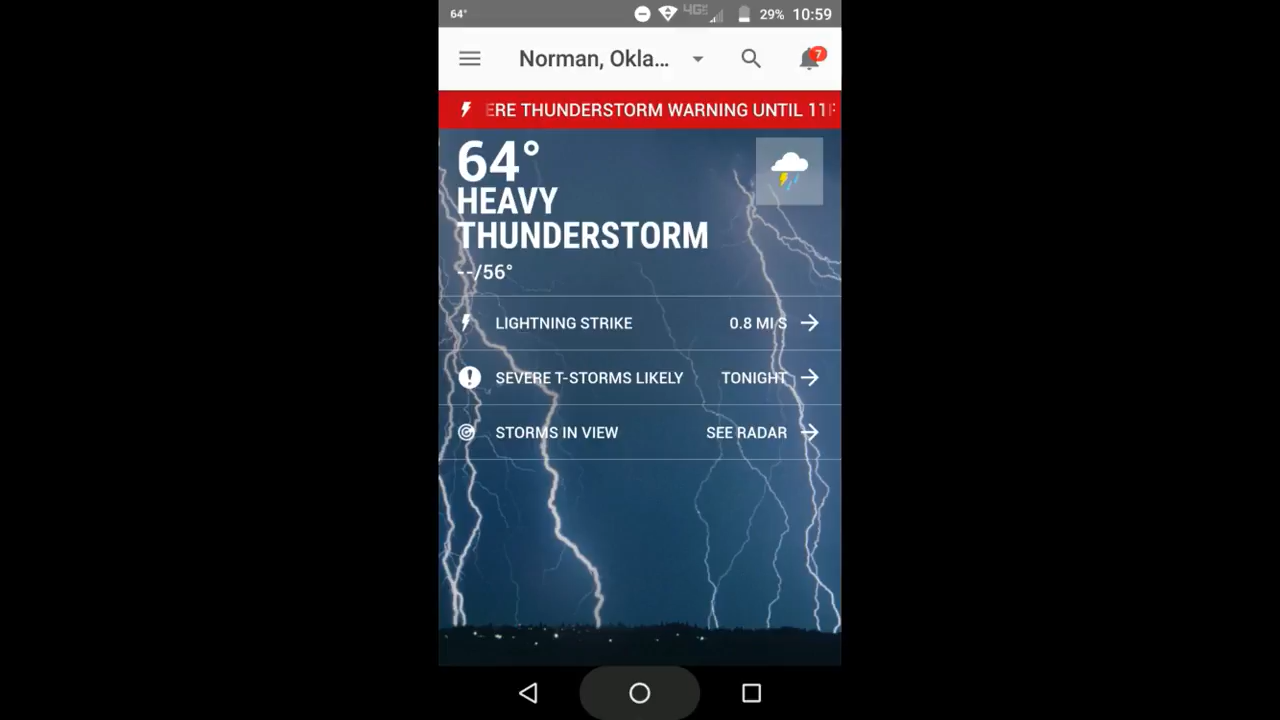 64°
4G
29% 10:59
Norman, Okla...
7
ERE THUNDERSTORM WARNING UNTIL 11
64°
HEAVY
THUNDERSTORM
--/56°
LIGHTNING STRIKE 0.8 MI S
SEVERE T-STORMS LIKELY TONIGHT
STORMS IN VIEW SEE RADAR